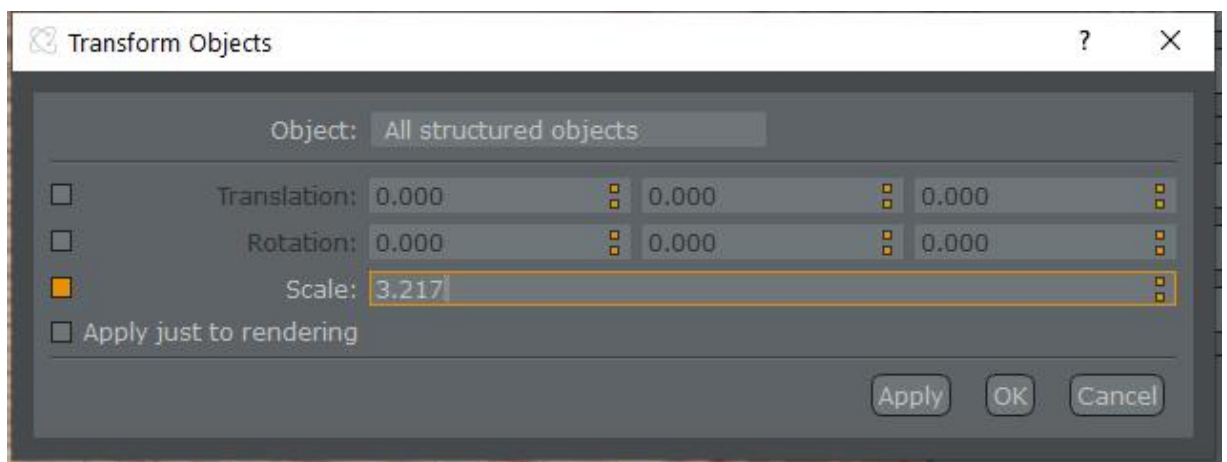 Transform Objects ? ×
Object: All structured objects
Translation: 0.000 0.000 0.000
Rotation: 0.000 0.000 0.000
Scale: 3.217
Apply just to rendering
Apply OK Cancel